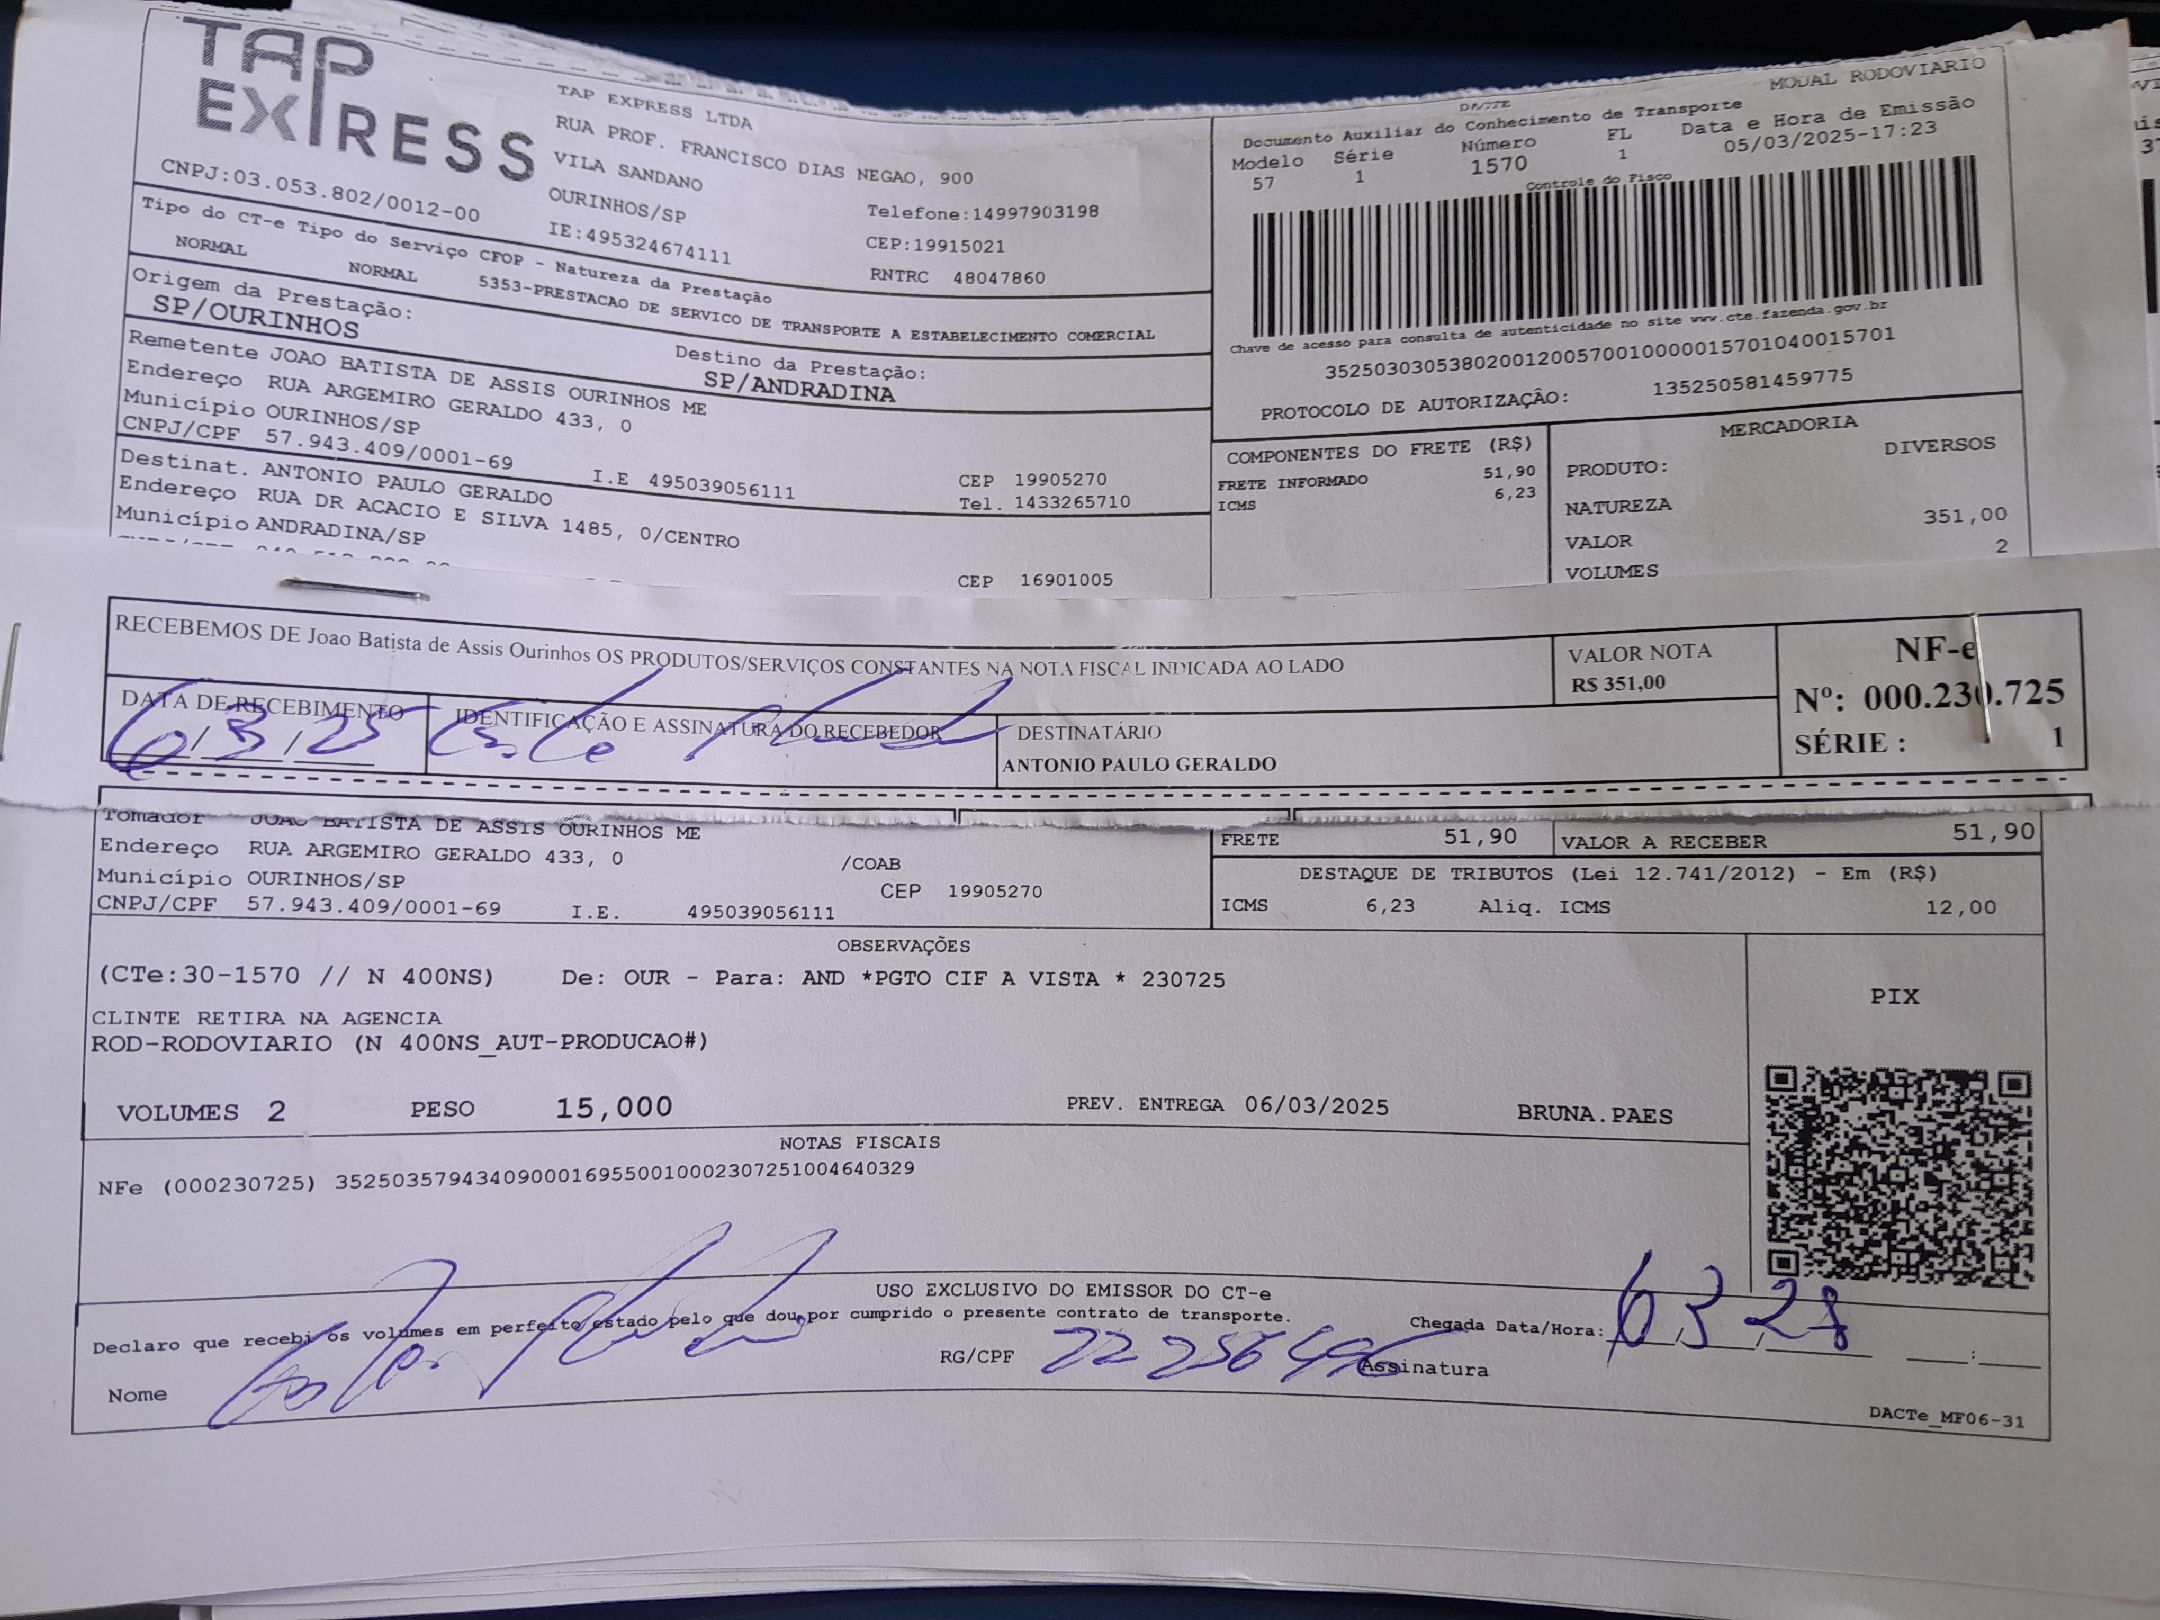 TAP
EXPRESS
CNPJ:03.053.802/0012-00
TAP EXPRESS LTDA
RUA PROF. FRANCISCO DIAS NEGAO, 900
VILA SANDANO
OURINHOS/SP
IE:495324674111
Telefone:14997903198
CEP:19915021
RNTRC 48047860
MODAL RODOVIARIO
DACTE
Documento Auxiliar do Conhecimento de Transporte
Modelo Série Número FL Data e Hora de Emissão
57 1 1570 1 05/03/2025-17:23
Controle do Fisco
Chave de acesso para consulta de autenticidade no site www.cte.fazenda.gov.br
35250303053802001200570010000015701040015701
PROTOCOLO DE AUTORIZAÇÃO: 135250581459775
Tipo do CT-e Tipo do Serviço CFOP - Natureza da Prestação
NORMAL NORMAL 5353-PRESTACAO DE SERVICO DE TRANSPORTE A ESTABELECIMENTO COMERCIAL
Origem da Prestação:
SP/OURINHOS
Destino da Prestação:
SP/ANDRADINA
Remetente JOAO BATISTA DE ASSIS OURINHOS ME
Endereço RUA ARGEMIRO GERALDO 433, 0
Município OURINHOS/SP
CNPJ/CPF 57.943.409/0001-69 I.E 495039056111
CEP 19905270
Tel. 1433265710
Destinat. ANTONIO PAULO GERALDO
Endereço RUA DR ACACIO E SILVA 1485, 0/CENTRO
Município ANDRADINA/SP
CEP 16901005
COMPONENTES DO FRETE (R$)
FRETE INFORMADO 51,90
ICMS 6,23
MERCADORIA
PRODUTO: DIVERSOS
NATUREZA
VALOR 351,00
VOLUMES 2
RECEBEMOS DE Joao Batista de Assis Ourinhos OS PRODUTOS/SERVIÇOS CONSTANTES NA NOTA FISCAL INDICADA AO LADO
VALOR NOTA
R$ 351,00
NF-e
Nº: 000.230.725
SÉRIE : 1
DATA DE RECEBIMENTO
6/3/25
IDENTIFICAÇÃO E ASSINATURA DO RECEBEDOR
DESTINATÁRIO
ANTONIO PAULO GERALDO
Tomador JOAO BATISTA DE ASSIS OURINHOS ME
Endereço RUA ARGEMIRO GERALDO 433, 0 /COAB
Município OURINHOS/SP CEP 19905270
CNPJ/CPF 57.943.409/0001-69 I.E. 495039056111
FRETE 51,90 VALOR A RECEBER 51,90
DESTAQUE DE TRIBUTOS (Lei 12.741/2012) - Em (R$)
ICMS 6,23 Aliq. ICMS 12,00
OBSERVAÇÕES
(CTe:30-1570 // N 400NS) De: OUR - Para: AND *PGTO CIF A VISTA * 230725
CLINTE RETIRA NA AGENCIA
ROD-RODOVIARIO (N 400NS_AUT-PRODUCAO#)
PIX
VOLUMES 2 PESO 15,000 PREV. ENTREGA 06/03/2025 BRUNA.PAES
NOTAS FISCAIS
NFe (000230725) 35250357943409000169550010002307251004640329
USO EXCLUSIVO DO EMISSOR DO CT-e
Declaro que recebi os volumes em perfeito estado pelo que dou por cumprido o presente contrato de transporte.
Chegada Data/Hora:
Nome
RG/CPF
Assinatura
DACTe_MF06-31